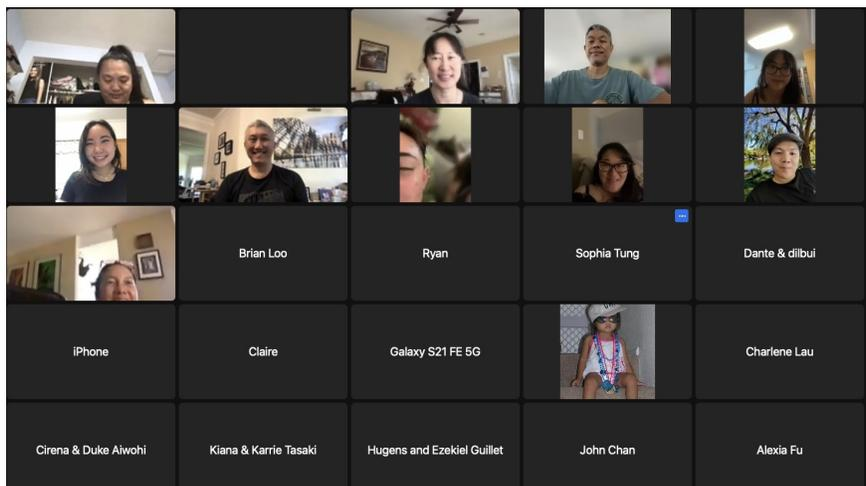 Brian Loo
Ryan
Sophia Tung
Dante & dilbui
iPhone
Claire
Galaxy S21 FE 5G
Charlene Lau
Cirena & Duke Aiwohi
Kiana & Karrie Tasaki
Hugens and Ezekiel Guillet
John Chan
Alexia Fu